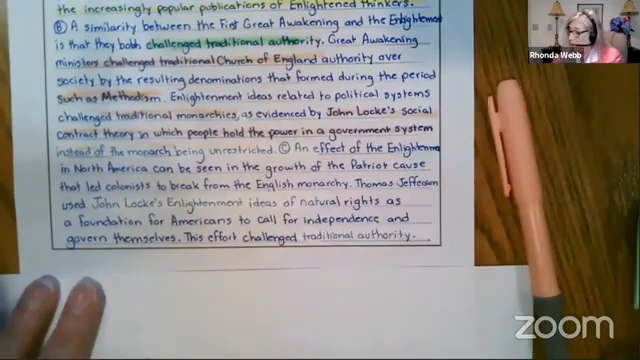 the increasingly popular publications of Enlightened thinkers.
Ⓑ A similarity between the First Great Awakening and the Enlightenment
is that they both challenged traditional authority. Great Awakening
ministers challenged traditional Church of England authority over
society by the resulting denominations that formed during the period
such as Methodism. Enlightenment ideas related to political systems
challenged traditional monarchies, as evidenced by John Locke's social
contract theory in which people hold the power in a government system
instead of the monarch being unrestricted. Ⓒ An effect of the Enlightenm
in North America can be seen in the growth of the Patriot cause
that led colonists to break from the English monarchy. Thomas Jefferson
used John Locke's Enlightenment ideas of natural rights as
a foundation for Americans to call for independence and
govern themselves. This effort challenged traditional authority.
Rhonda Webb
zoom